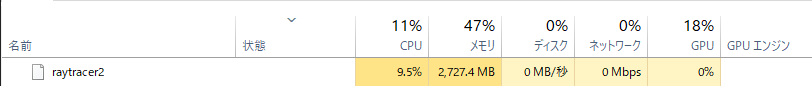 11% 47% 0% 0% 18%
名前 状態 CPU メモリ ディスク ネットワーク GPU GPU エンジン
raytracer2 9.5% 2,727.4 MB 0 MB/秒 0 Mbps 0%